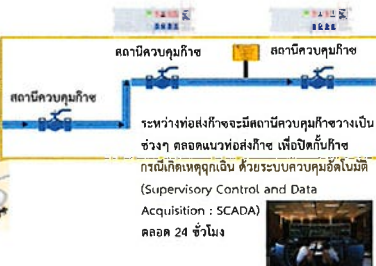 สถานีควบคุมก๊าซ
สถานีควบคุมก๊าซ
สถานีควบคุมก๊าซ
ระหว่างท่อส่งก๊าซจะมีสถานีควบคุมก๊าซวางเป็น
ช่วงๆ ตลอดแนวท่อส่งก๊าซ เพื่อปิดกั้นก๊าซ
กรณีเกิดเหตุฉุกเฉิน ด้วยระบบควบคุมอัตโนมัติ
(Supervisory Control and Data
Acquisition : SCADA)
ตลอด 24 ชั่วโมง